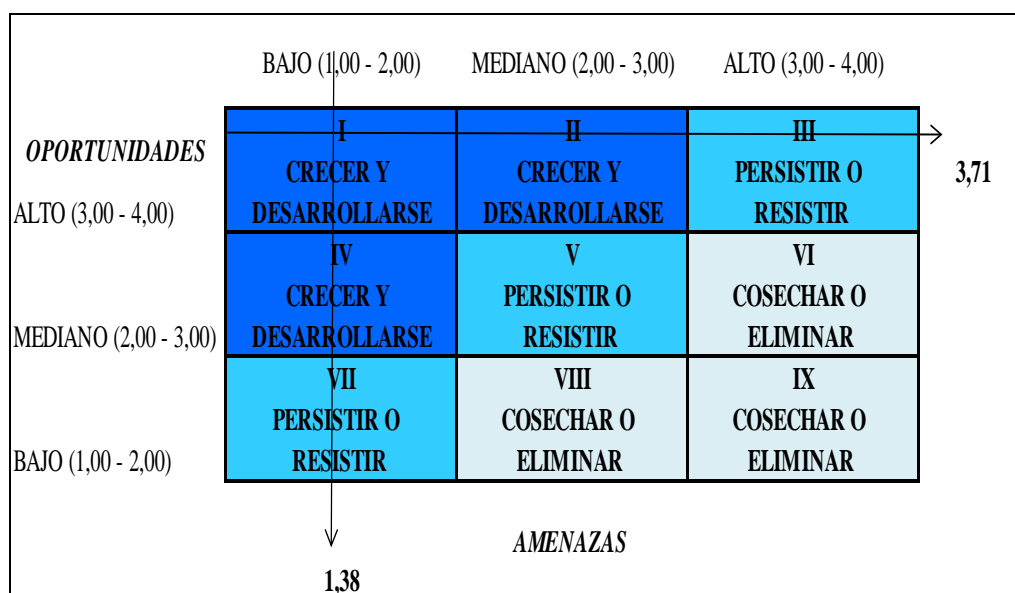 BAJO (1,00 - 2,00) MEDIANO (2,00 - 3,00) ALTO (3,00 - 4,00)
OPORTUNIDADES
ALTO (3,00 - 4,00)
I
CRECER Y
DESARROLLARSE
II
CRECER Y
DESARROLLARSE
III
PERSISTIR O
RESISTIR
3,71
MEDIANO (2,00 - 3,00)
IV
CRECER Y
DESARROLLARSE
V
PERSISTIR O
RESISTIR
VI
COSECHAR O
ELIMINAR
BAJO (1,00 - 2,00)
VII
PERSISTIR O
RESISTIR
VIII
COSECHAR O
ELIMINAR
IX
COSECHAR O
ELIMINAR
AMENAZAS
1,38